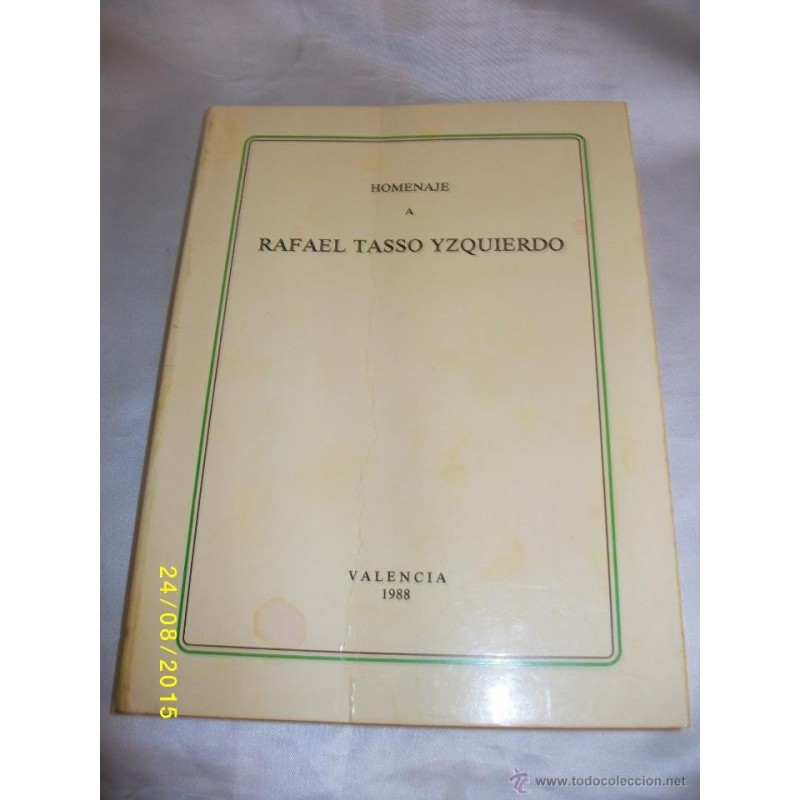 HOMENAJE
A
RAFAEL TASSO YZQUIERDO
VALENCIA
1988
24/08/2015
www.todocoleccion.net